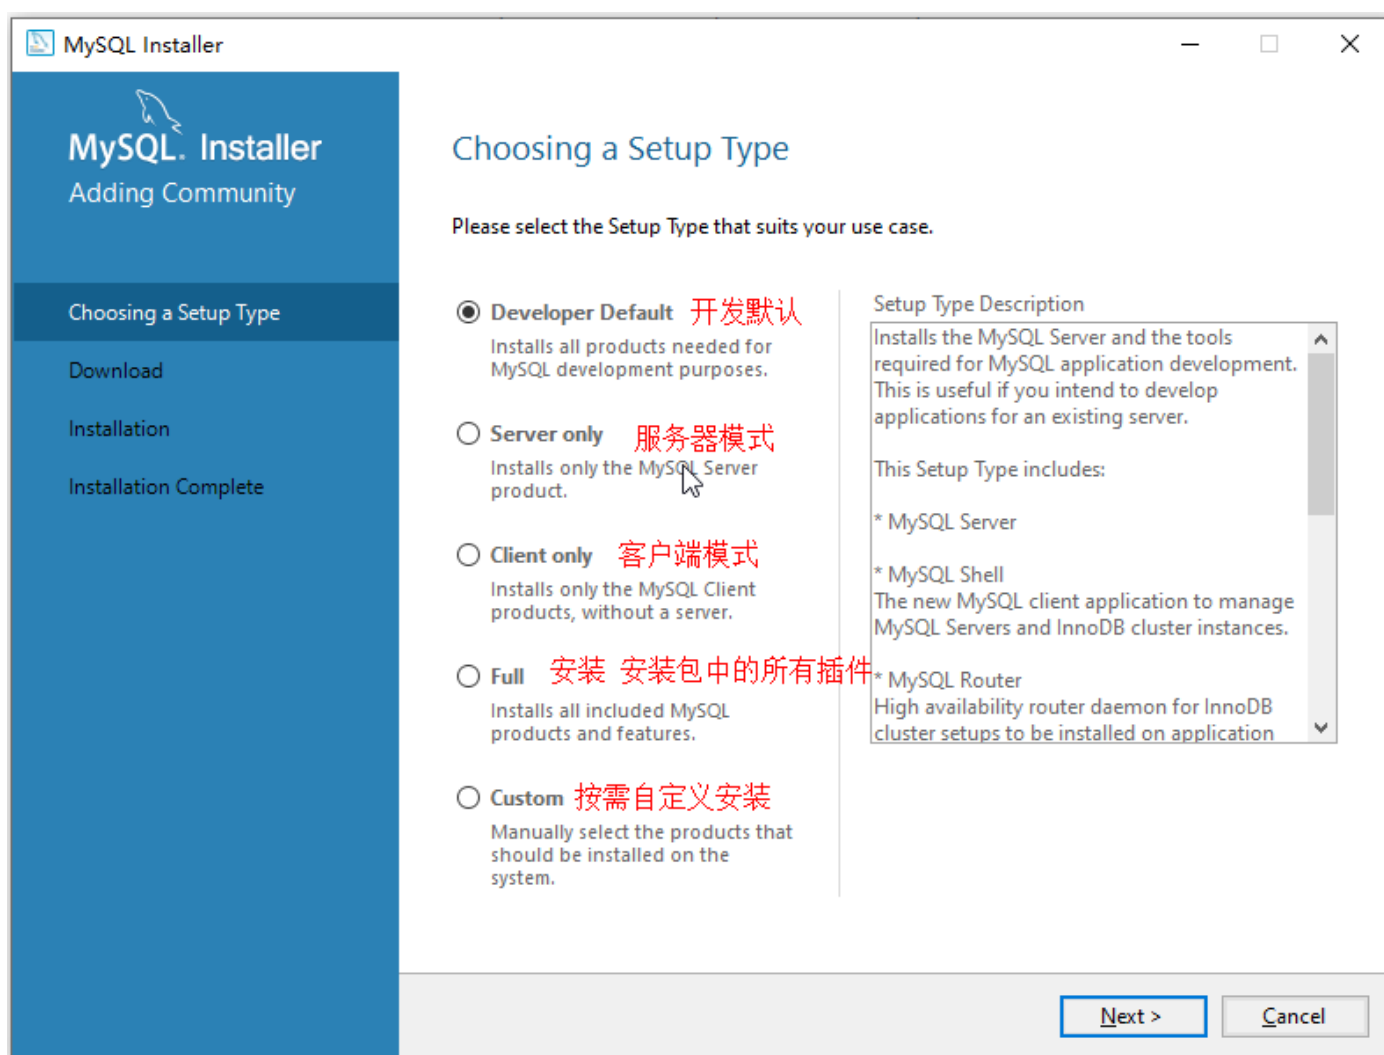 MySQL Installer
MySQL. Installer
Adding Community
Choosing a Setup Type
Download
Installation
Installation Complete
Choosing a Setup Type
Please select the Setup Type that suits your use case.
Developer Default 开发默认
Installs all products needed for
MySQL development purposes.
Server only 服务器模式
Installs only the MySQL Server
product.
Client only 客户端模式
Installs only the MySQL Client
products, without a server.
Full 安装 安装包中的所有插件
Installs all included MySQL
products and features.
Custom 按需自定义安装
Manually select the products that
should be installed on the
system.
Setup Type Description
Installs the MySQL Server and the tools
required for MySQL application development.
This is useful if you intend to develop
applications for an existing server.
This Setup Type includes:
* MySQL Server
* MySQL Shell
The new MySQL client application to manage
MySQL Servers and InnoDB cluster instances.
* MySQL Router
High availability router daemon for InnoDB
cluster setups to be installed on application
Next >
Cancel